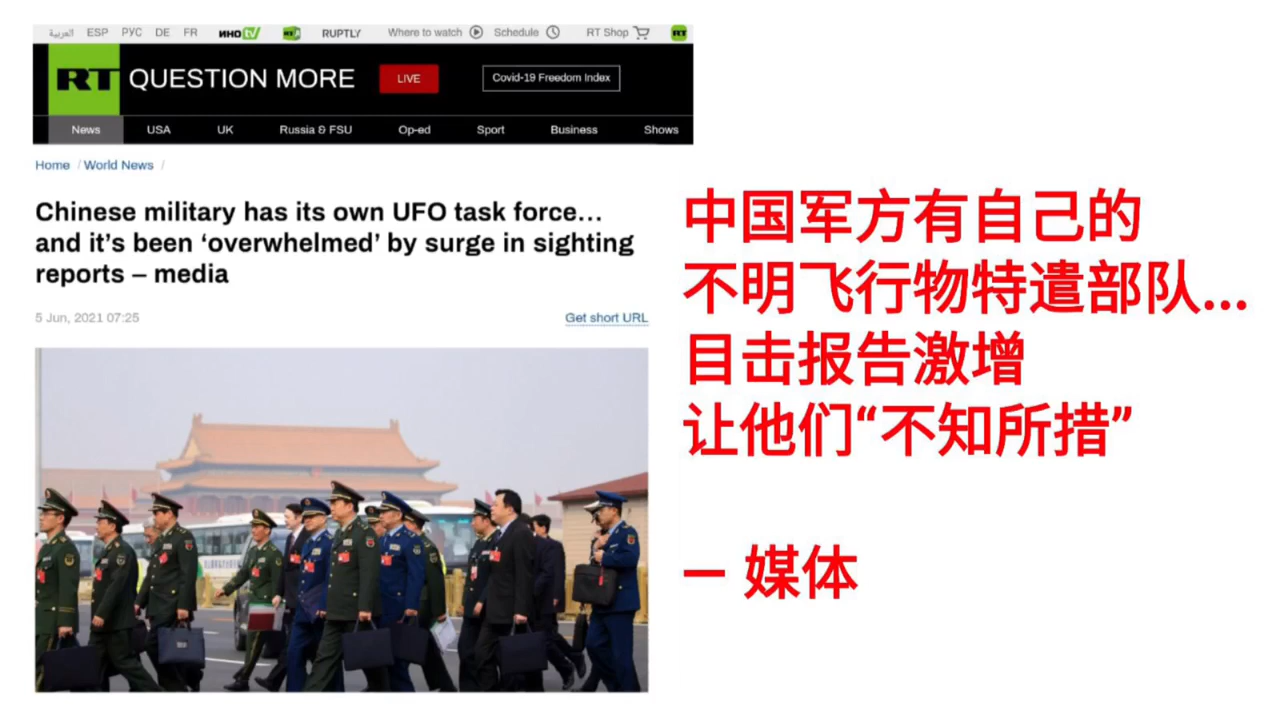 العربية ESP РУС DE FR ИНО TV RTД RUPTLY Where to watch Schedule RT Shop RT
RT QUESTION MORE LIVE Covid-19 Freedom Index
News USA UK Russia & FSU Op-ed Sport Business Shows
Home / World News /
Chinese military has its own UFO task force…
and it’s been ‘overwhelmed’ by surge in sighting
reports – media
5 Jun, 2021 07:25 Get short URL
中国军方有自己的
不明飞行物特遣部队...
目击报告激增
让他们“不知所措”
– 媒体